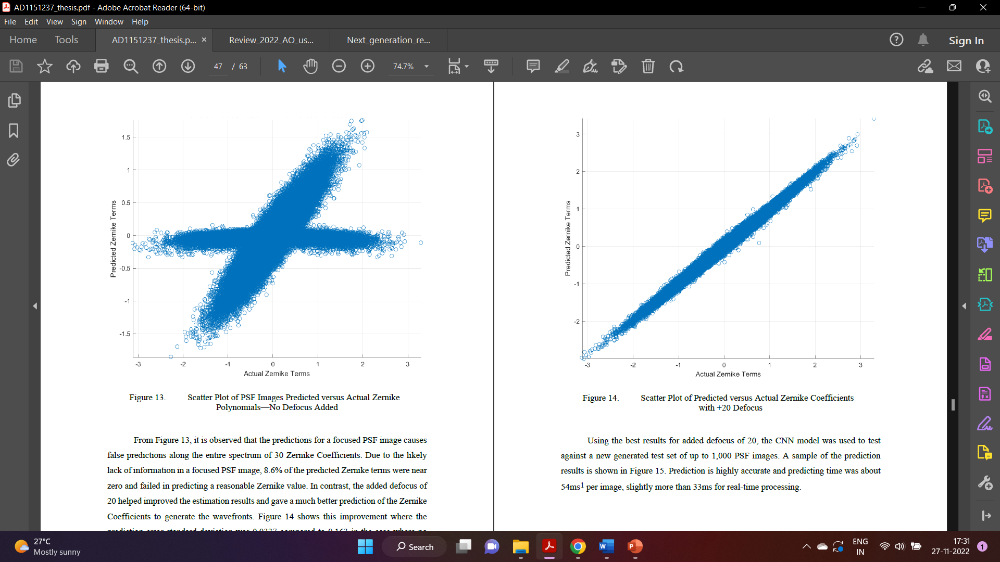 AD1151237_thesis.pdf - Adobe Acrobat Reader (64-bit)
File Edit View Sign Window Help
Home Tools AD1151237_thesis.p... × Review_2022_AO_us... Next_generation_re... Sign In
47 / 63 74.7%
1.5
1
0.5
0
-0.5
-1
-1.5
Predicted Zernike Terms
-3 -2 -1 0 1 2 3
Actual Zernike Terms
Figure 13. Scatter Plot of PSF Images Predicted versus Actual Zernike
Polynomials—No Defocus Added
From Figure 13, it is observed that the predictions for a focused PSF image causes
false predictions along the entire spectrum of 30 Zernike Coefficients. Due to the likely
lack of information in a focused PSF image, 8.6% of the predicted Zernike terms were near
zero and failed in predicting a reasonable Zernike value. In contrast, the added defocus of
20 helped improved the estimation results and gave a much better prediction of the Zernike
Coefficients to generate the wavefronts. Figure 14 shows this improvement where the
3
2
1
0
-1
-2
Predicted Zernike Terms
-3 -2 -1 0 1 2 3
Actual Zernike Terms
Figure 14. Scatter Plot of Predicted versus Actual Zernike Coefficients
with +20 Defocus
Using the best results for added defocus of 20, the CNN model was used to test
against a new generated test set of up to 1,000 PSF images. A sample of the prediction
results is shown in Figure 15. Prediction is highly accurate and predicting time was about
54ms1 per image, slightly more than 33ms for real-time processing.
27°C
Mostly sunny
Search
ENG
IN
17:31
27-11-2022
1